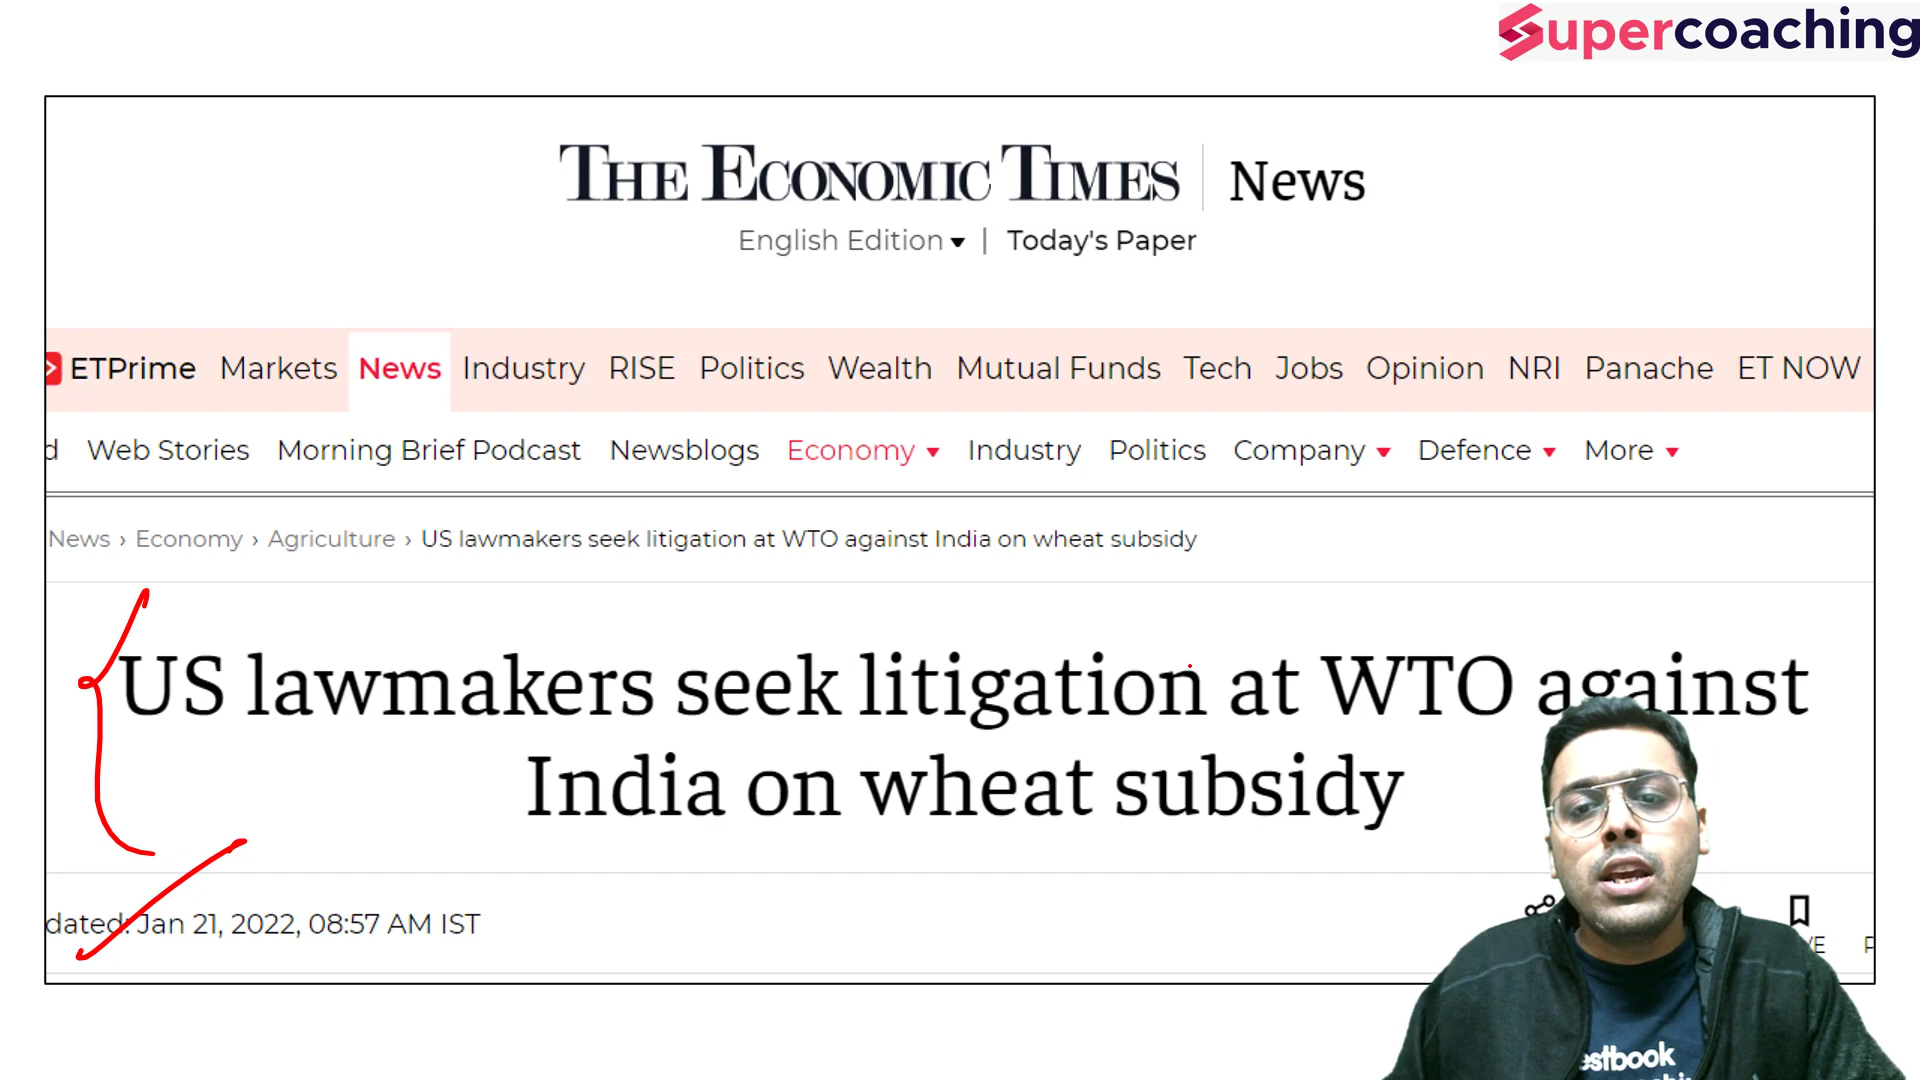 Supercoaching
THE ECONOMIC TIMES | News
English Edition | Today's Paper
ETPrime Markets News Industry RISE Politics Wealth Mutual Funds Tech Jobs Opinion NRI Panache ET NOW
d Web Stories Morning Brief Podcast Newsblogs Economy Industry Politics Company Defence More
News › Economy › Agriculture › US lawmakers seek litigation at WTO against India on wheat subsidy
US lawmakers seek litigation at WTO against
India on wheat subsidy
dated: Jan 21, 2022, 08:57 AM IST
estbook